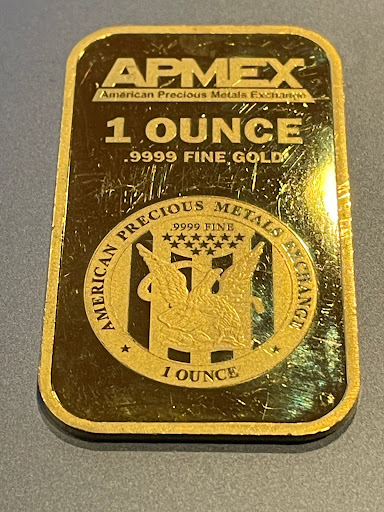 APMEX
American Precious Metals Exchange
1 OUNCE
.9999 FINE GOLD
AMERICAN PRECIOUS METALS EXCHANGE
.9999 FINE
1 OUNCE